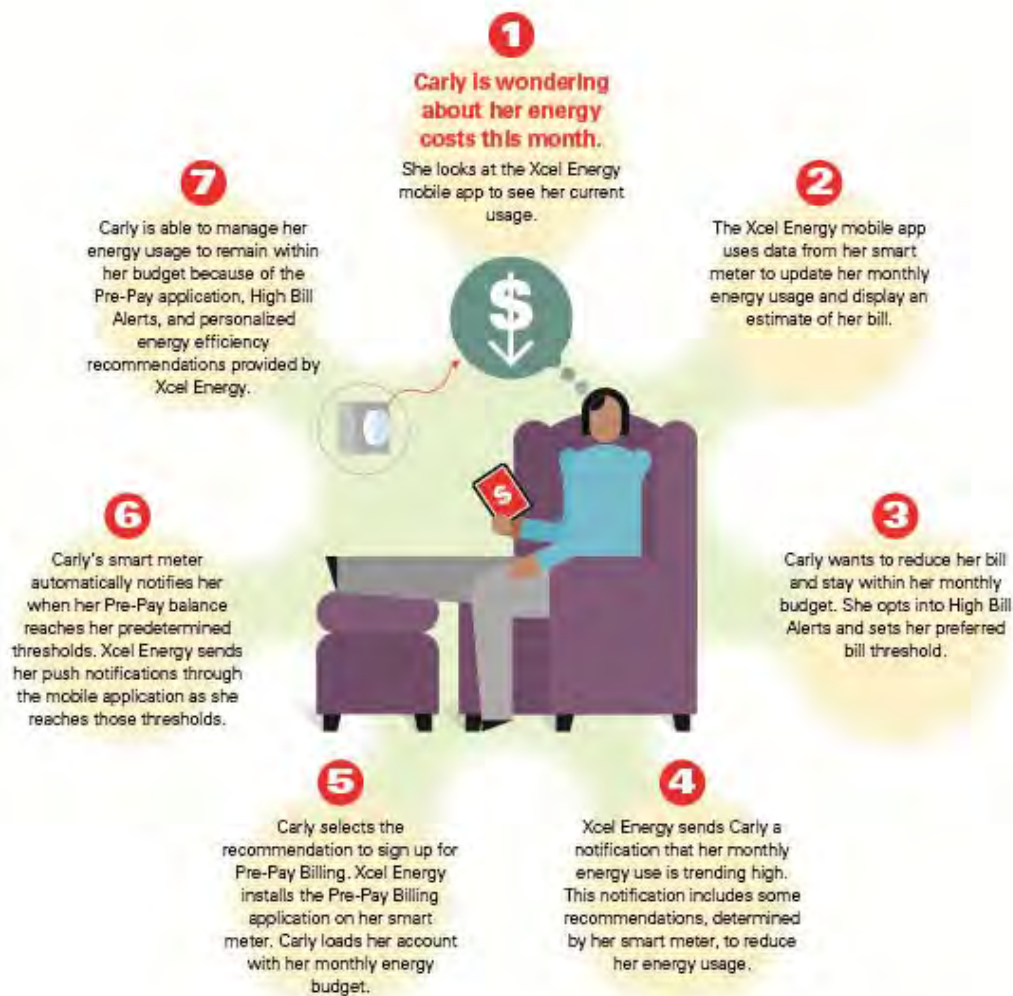 1
Carly is wondering
about her energy
costs this month.
She looks at the Xcel Energy
mobile app to see her current
usage.
2
The Xcel Energy mobile app
uses data from her smart
meter to update her monthly
energy usage and display an
estimate of her bill.
3
Carly wants to reduce her bill
and stay within her monthly
budget. She opts into High Bill
Alerts and sets her preferred
bill threshold.
4
Xcel Energy sends Carly a
notification that her monthly
energy use is trending high.
This notification includes some
recommendations, determined
by her smart meter, to reduce
her energy usage.
5
Carly selects the
recommendation to sign up for
Pre-Pay Billing. Xcel Energy
installs the Pre-Pay Billing
application on her smart
meter. Carly loads her account
with her monthly energy
budget.
6
Carly's smart meter
automatically notifies her
when her Pre-Pay balance
reaches her predetermined
thresholds. Xcel Energy sends
her push notifications through
the mobile application as she
reaches those thresholds.
7
Carly is able to manage her
energy usage to remain within
her budget because of the
Pre-Pay application, High Bill
Alerts, and personalized
energy efficiency
recommendations provided by
Xcel Energy.
$
$